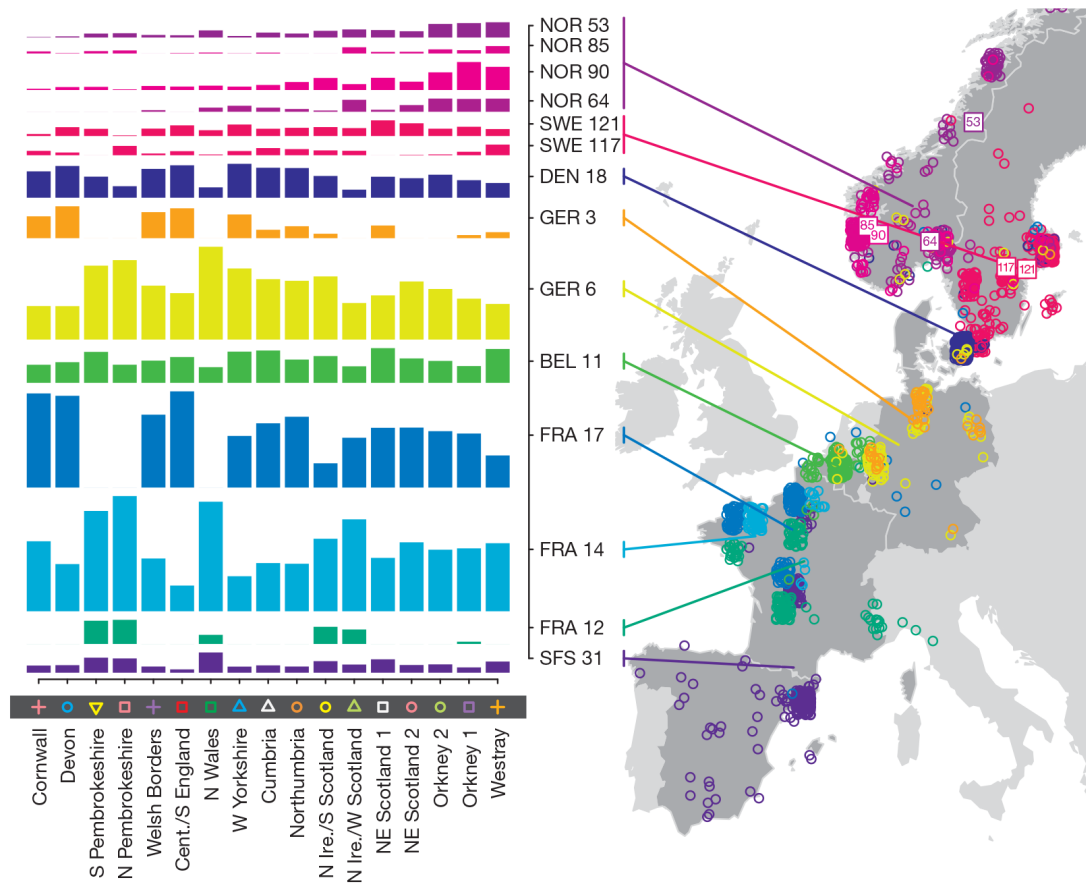 NOR 53
NOR 85
NOR 90
NOR 64
SWE 121
SWE 117
DEN 18
GER 3
GER 6
BEL 11
FRA 17
FRA 14
FRA 12
SFS 31
53
85
90
64
117
121
Cornwall
Devon
S Pembrokeshire
N Pembrokeshire
Welsh Borders
Cent./S England
N Wales
W Yorkshire
Cumbria
Northumbria
N Ire./S Scotland
N Ire./W Scotland
NE Scotland 1
NE Scotland 2
Orkney 2
Orkney 1
Westray